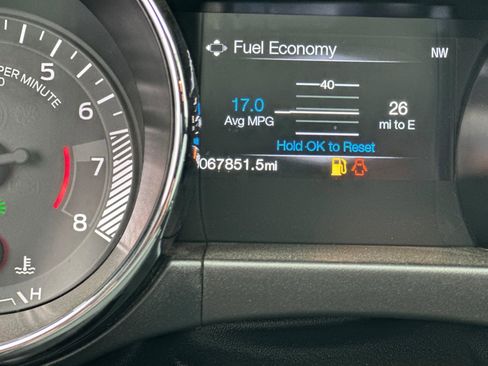 Fuel Economy
NW
5
PER MINUTE
6
7
8
H
40
17.0
Avg MPG
26
mi to E
Hold OK to Reset
067851.5mi